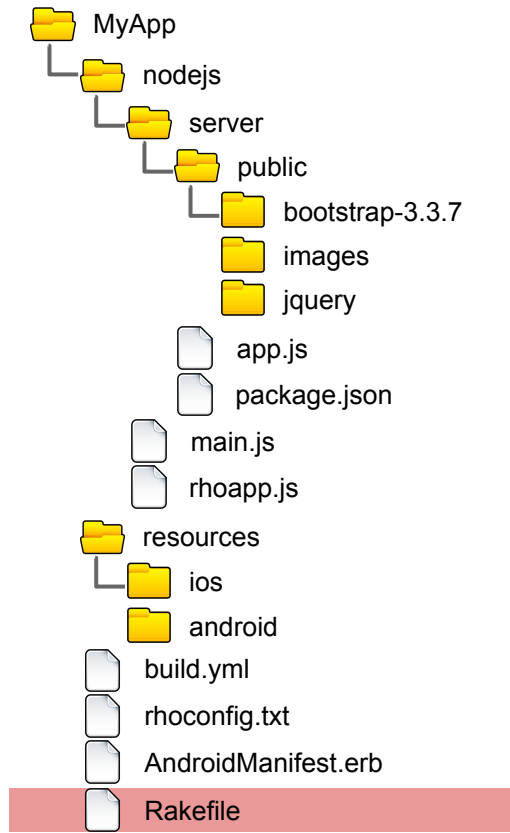 MyApp
nodejs
server
public
bootstrap-3.3.7
images
jquery
app.js
package.json
main.js
rhoapp.js
resources
ios
android
build.yml
rhoconfig.txt
AndroidManifest.erb
Rakefile